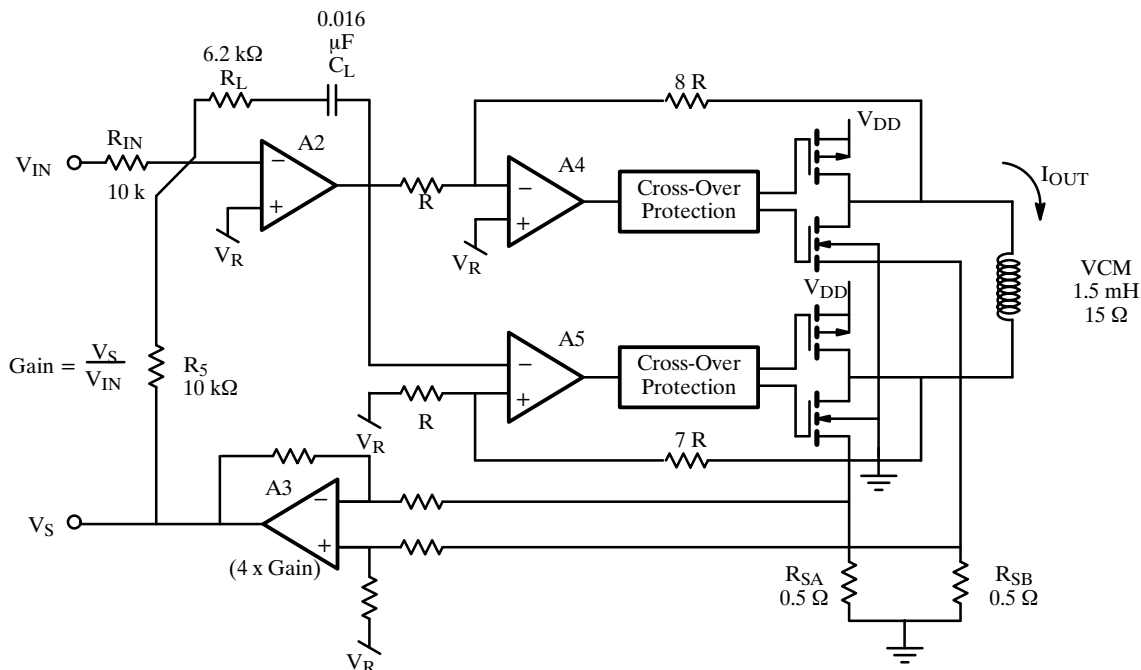 0.016
µF
C_L
6.2 kΩ
R_L
8 R
V_DD
R_IN
A2
A4
V_IN
10 k
−
+
V_R
R
−
+
V_R
Cross-Over
Protection
I_OUT
VCM
1.5 mH
15 Ω
V_DD
Gain = V_S / V_IN
R_5
10 kΩ
A5
−
+
V_R
R
Cross-Over
Protection
7 R
A3
V_S
−
+
(4 x Gain)
V_R
R_SA
0.5 Ω
R_SB
0.5 Ω